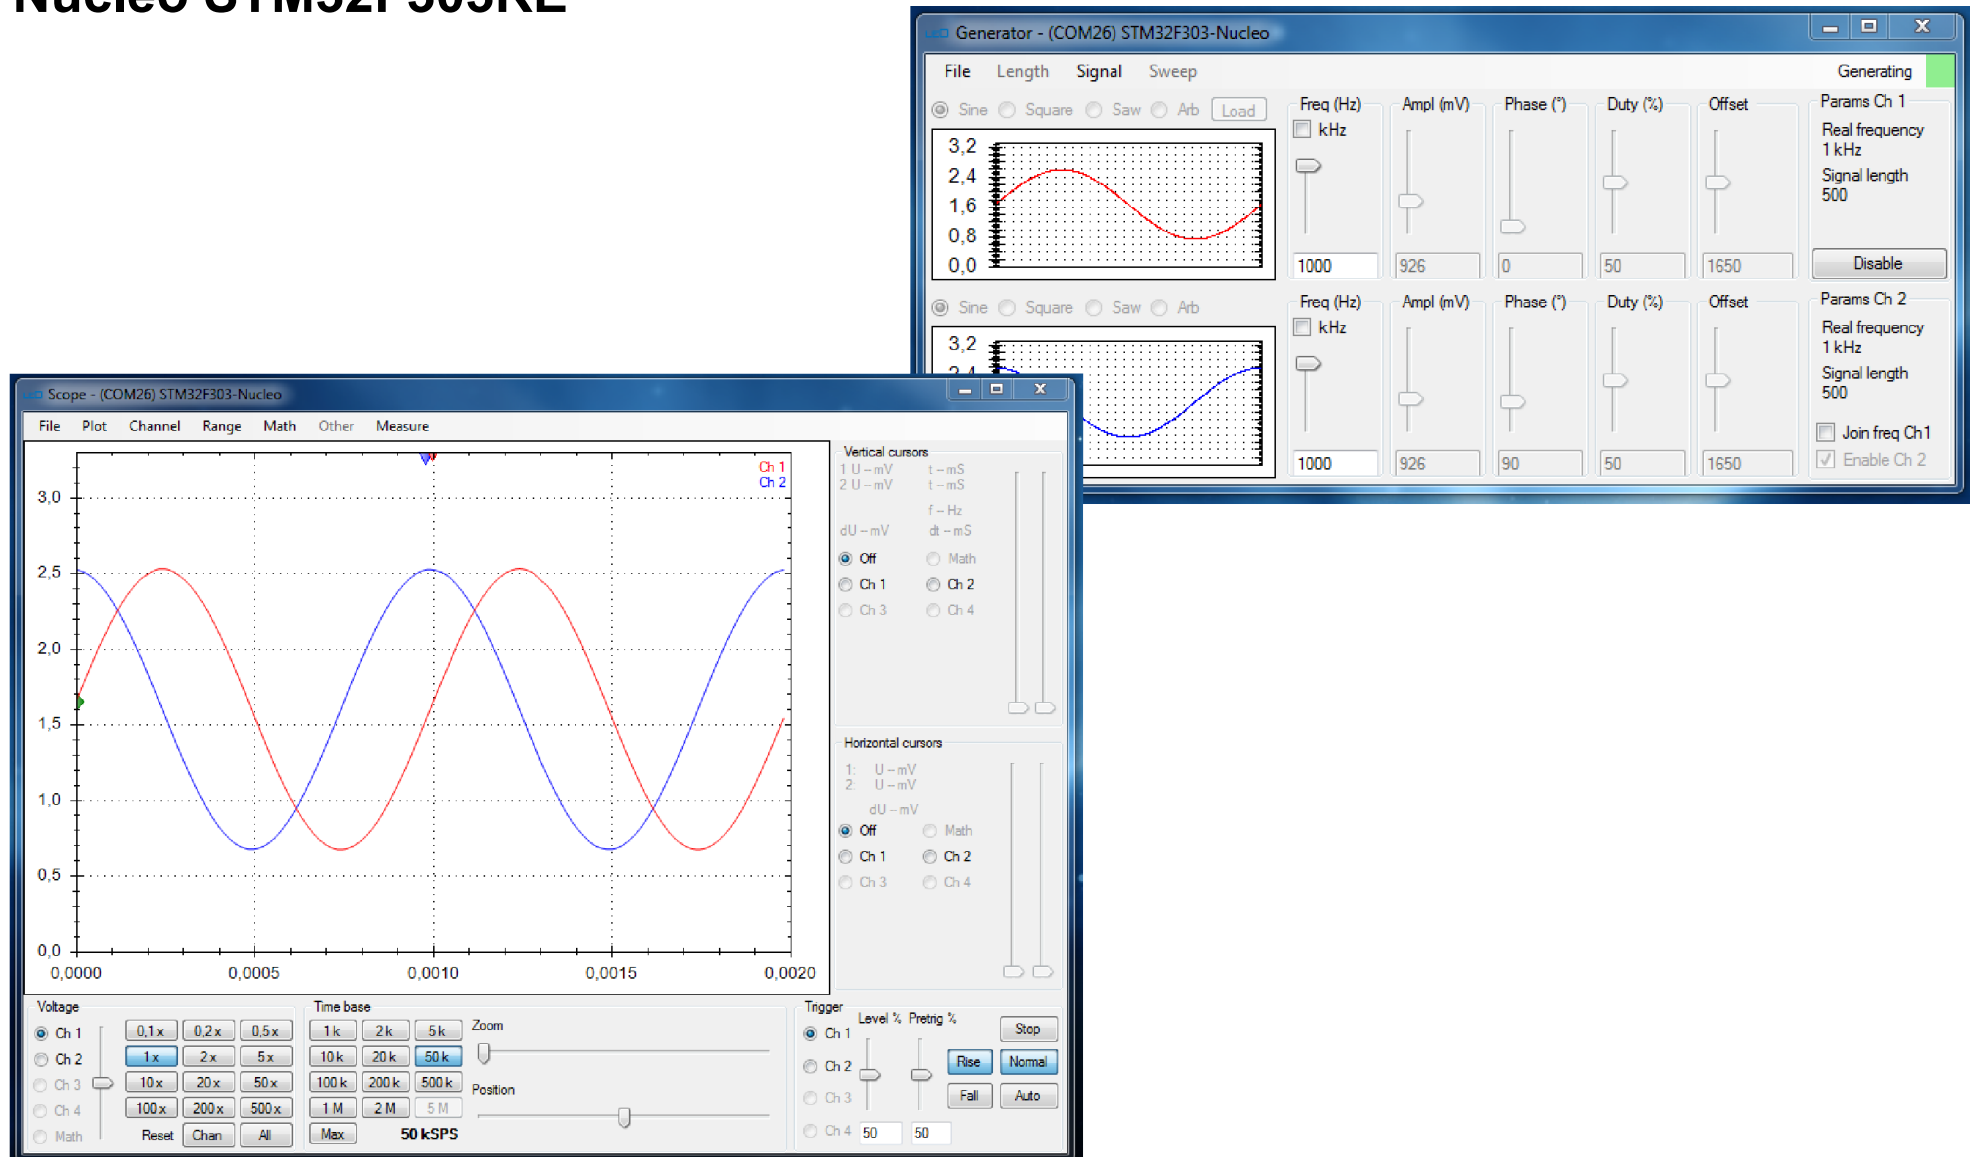 Nucleo STM32F303RE
Generator - (COM26) STM32F303-Nucleo
File Length Signal Sweep Generating
Sine Square Saw Arb Load
Freq (Hz) Ampl (mV) Phase (°) Duty (%) Offset Params Ch 1
kHz
Real frequency
1 kHz
Signal length
500
3,2
2,4
1,6
0,8
0,0
1000 926 0 50 1650 Disable
Sine Square Saw Arb
Freq (Hz) Ampl (mV) Phase (°) Duty (%) Offset Params Ch 2
kHz
Real frequency
1 kHz
Signal length
500
3,2
2,4
Join freq Ch1
Enable Ch 2
1000 926 90 50 1650
Scope - (COM26) STM32F303-Nucleo
File Plot Channel Range Math Other Measure
Ch 1
Ch 2
3,0
2,5
2,0
1,5
1,0
0,5
0,0
0,0000 0,0005 0,0010 0,0015 0,0020
Vertical cursors
1 U -- mV t -- mS
2 U -- mV t -- mS
f -- Hz
dU -- mV dt -- mS
Off Math
Ch 1 Ch 2
Ch 3 Ch 4
Horizontal cursors
1: U -- mV
2: U -- mV
dU -- mV
Off Math
Ch 1 Ch 2
Ch 3 Ch 4
Voltage
Ch 1 0,1 x 0,2 x 0,5 x
Ch 2 1 x 2 x 5 x
Ch 3 10 x 20 x 50 x
Ch 4 100 x 200 x 500 x
Math Reset Chan All
Time base
1 k 2 k 5 k Zoom
10 k 20 k 50 k
100 k 200 k 500 k Position
1 M 2 M 5 M
Max 50 kSPS
Trigger
Level % Pretrig %
Ch 1 Stop
Ch 2 Rise Normal
Ch 3 Fall Auto
Ch 4 50 50